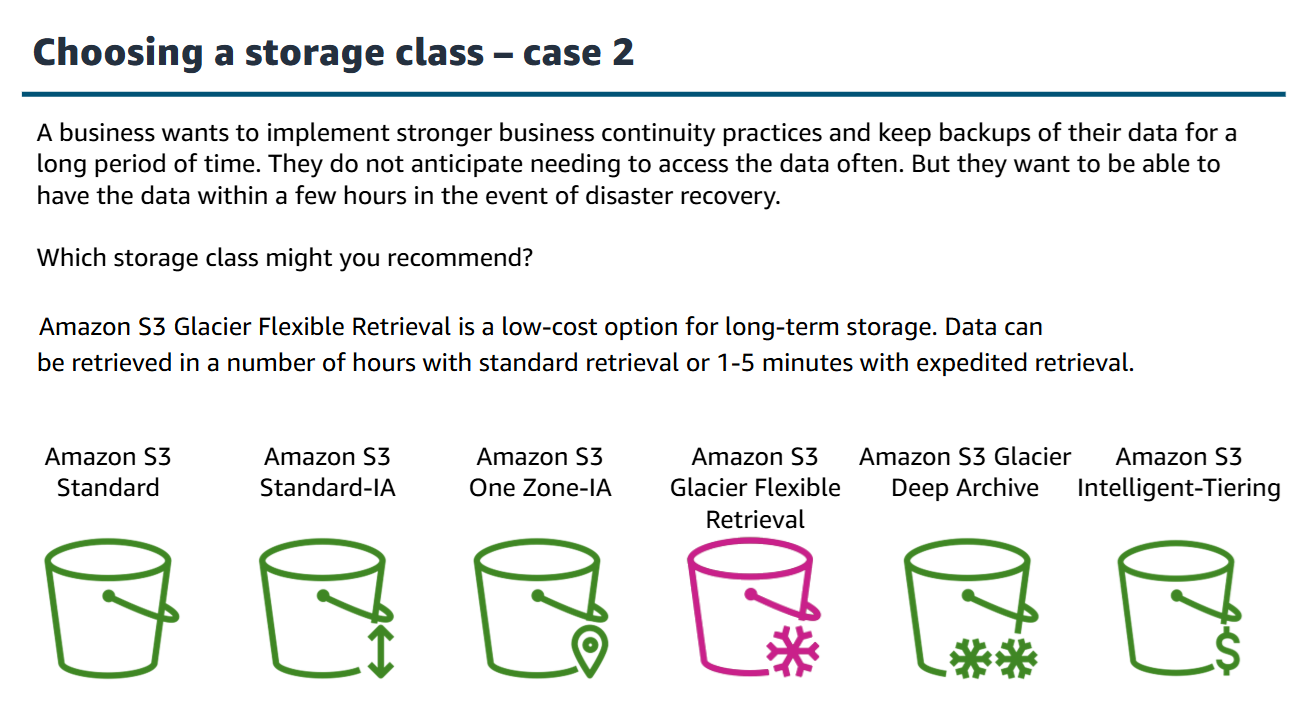 Choosing a storage class – case 2
A business wants to implement stronger business continuity practices and keep backups of their data for a
long period of time. They do not anticipate needing to access the data often. But they want to be able to
have the data within a few hours in the event of disaster recovery.
Which storage class might you recommend?
Amazon S3 Glacier Flexible Retrieval is a low-cost option for long-term storage. Data can
be retrieved in a number of hours with standard retrieval or 1-5 minutes with expedited retrieval.
Amazon S3
Standard
Amazon S3
Standard-IA
Amazon S3
One Zone-IA
Amazon S3
Glacier Flexible
Retrieval
Amazon S3 Glacier
Deep Archive
Amazon S3
Intelligent-Tiering
$